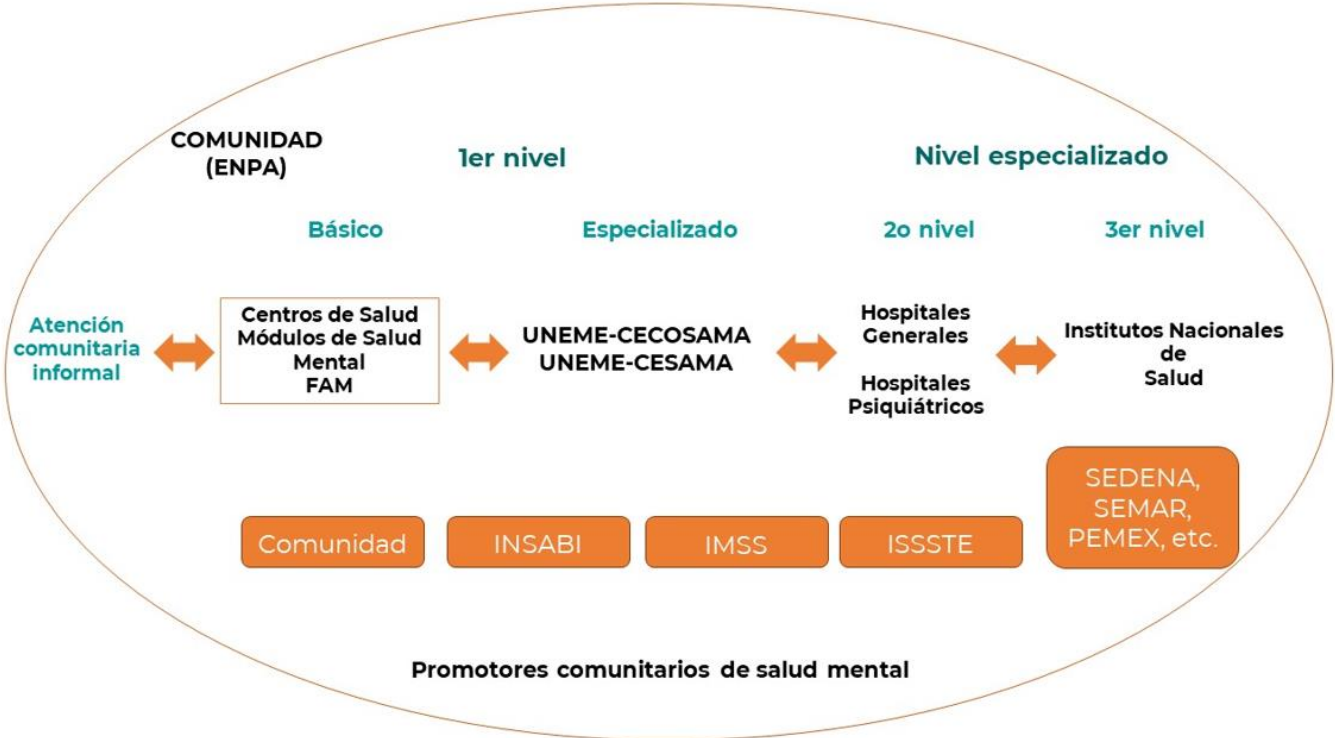 COMUNIDAD
(ENPA)
1er nivel
Nivel especializado
Básico
Especializado
2o nivel
3er nivel
Atención
comunitaria
informal
Centros de Salud
Módulos de Salud
Mental
FAM
UNEME-CECOSAMA
UNEME-CESAMA
Hospitales
Generales
Hospitales
Psiquiátricos
Institutos Nacionales
de
Salud
Comunidad
INSABI
IMSS
ISSSTE
SEDENA,
SEMAR,
PEMEX, etc.
Promotores comunitarios de salud mental